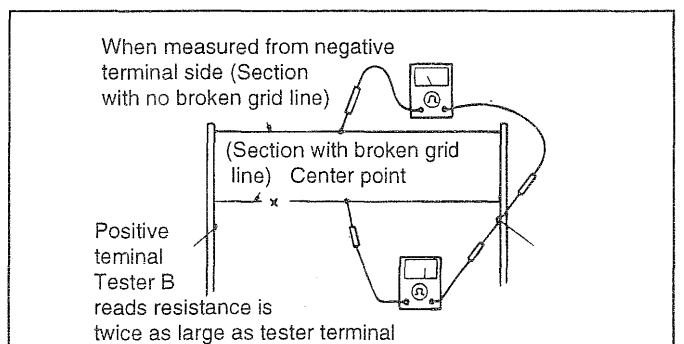 When measured from negative
terminal side (Section
with no broken grid line)
Ω
(Section with broken grid
line) Center point
Positive
teminal
Tester B
reads resistance is
twice as large as tester terminal
Ω